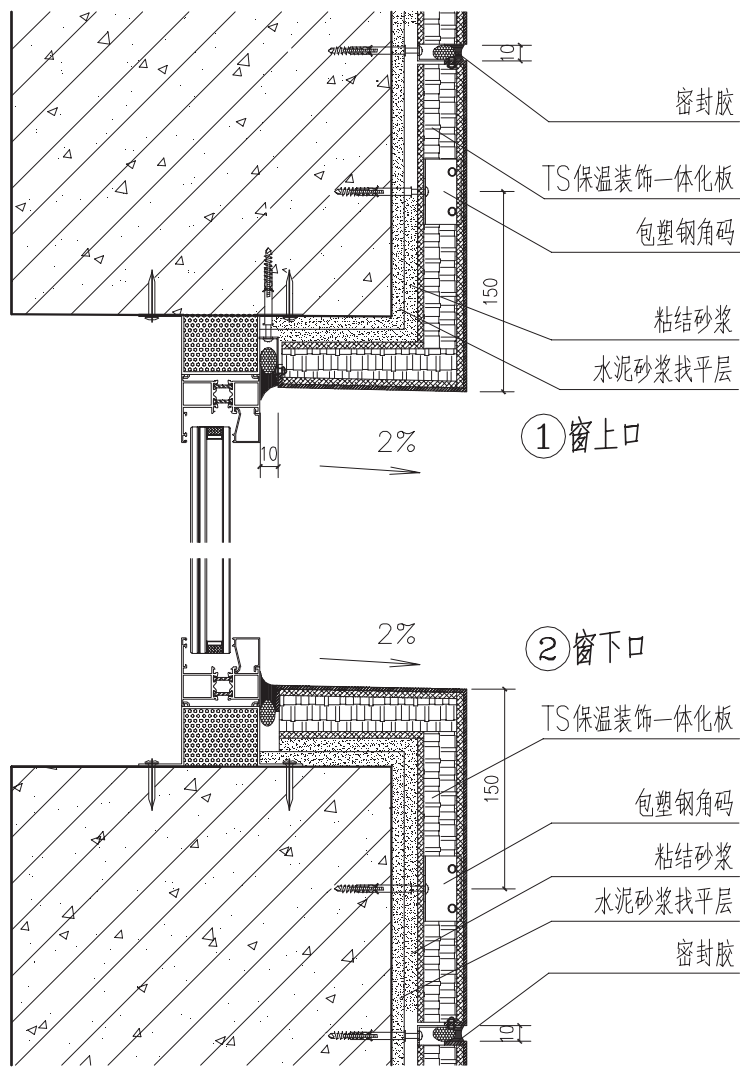 10
密封胶
TS保温装饰一体化板
包塑钢角码
150
粘结砂浆
水泥砂浆找平层
① 窗上口
2%
10
2%
② 窗下口
TS保温装饰一体化板
150
包塑钢角码
粘结砂浆
水泥砂浆找平层
密封胶
10